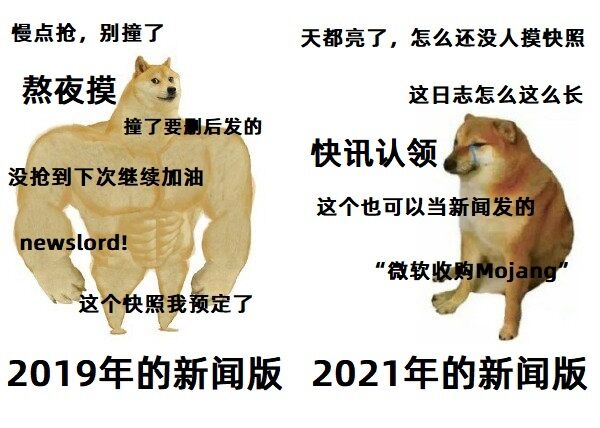 慢点抢，别撞了
熬夜摸
撞了要删后发的
没抢到下次继续加油
newslord!
这个快照我预定了
2019年的新闻版
天都亮了，怎么还没人摸快照
这日志怎么这么长
快讯认领
这个也可以当新闻发的
“微软收购Mojang”
2021年的新闻版